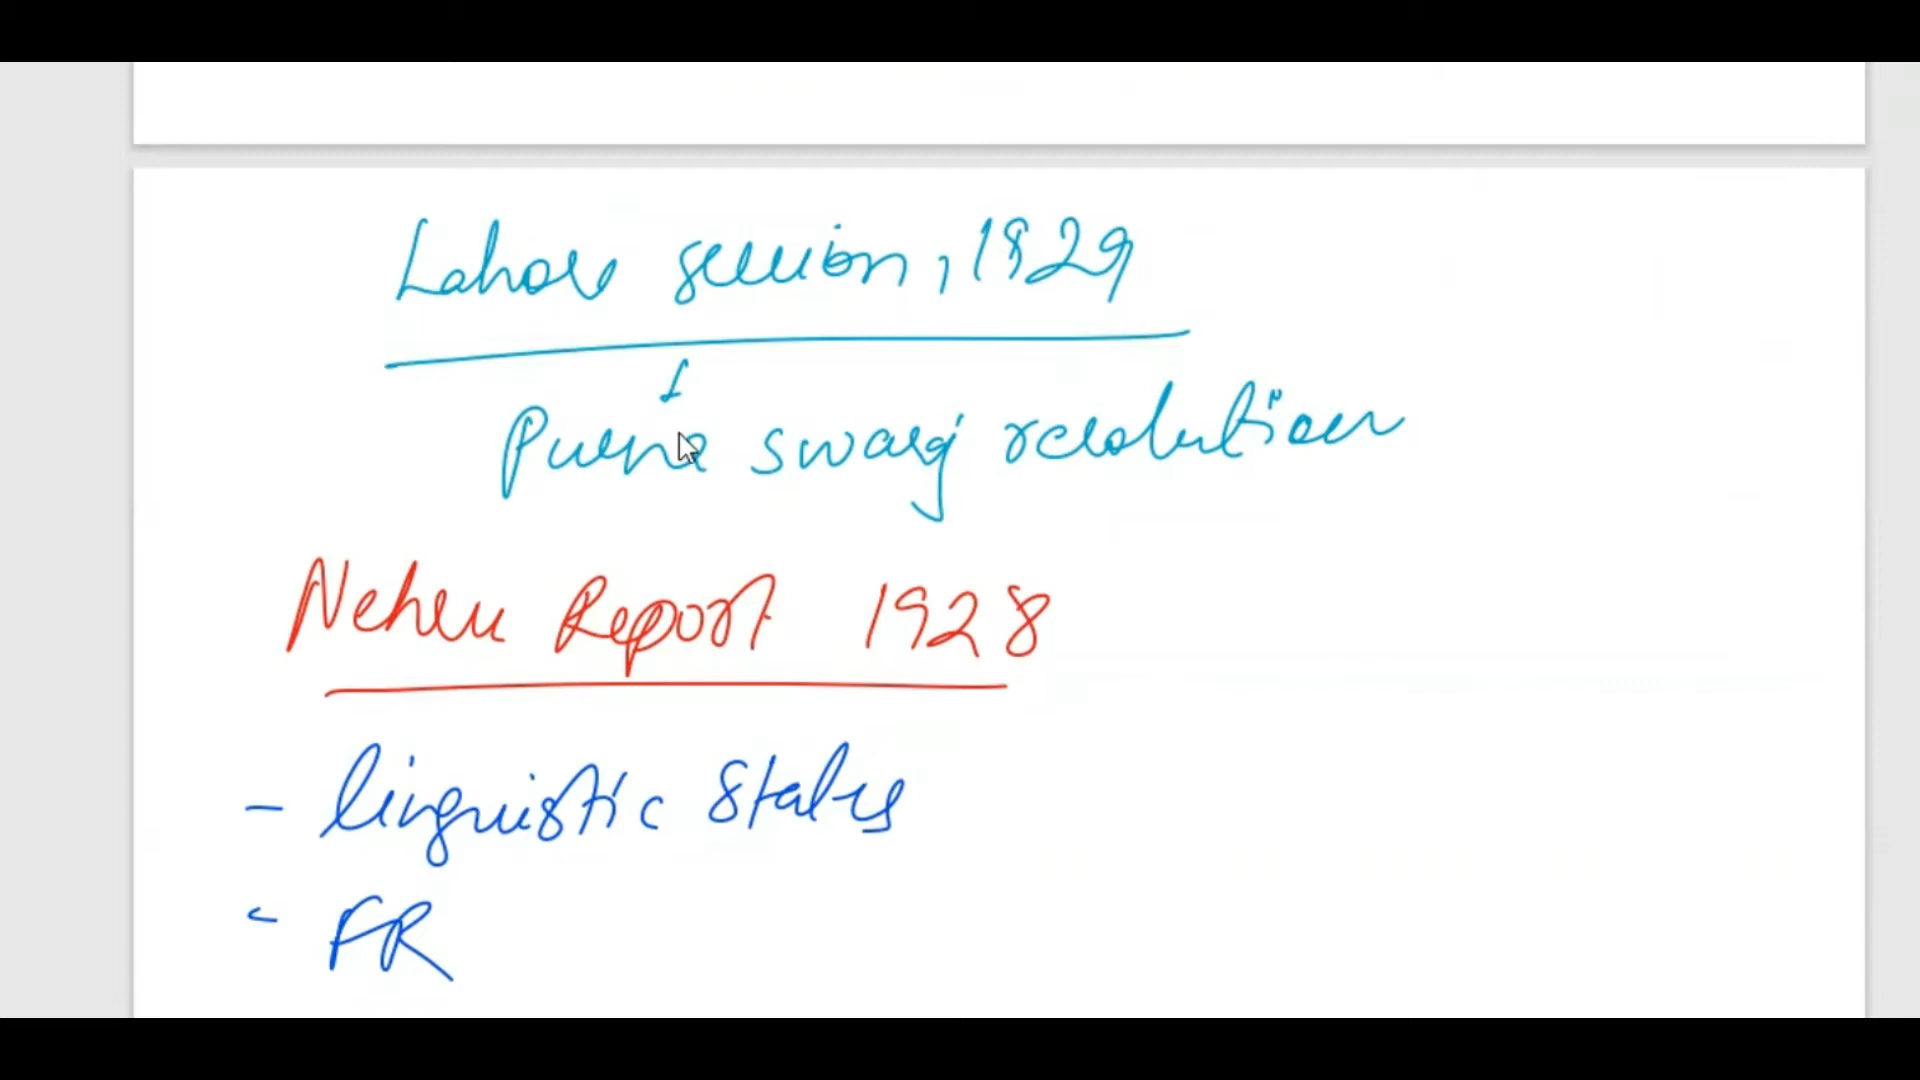 Lahore session, 1929
Purna swaraj resolution
Nehru Report 1928
- linguistic states
- FR